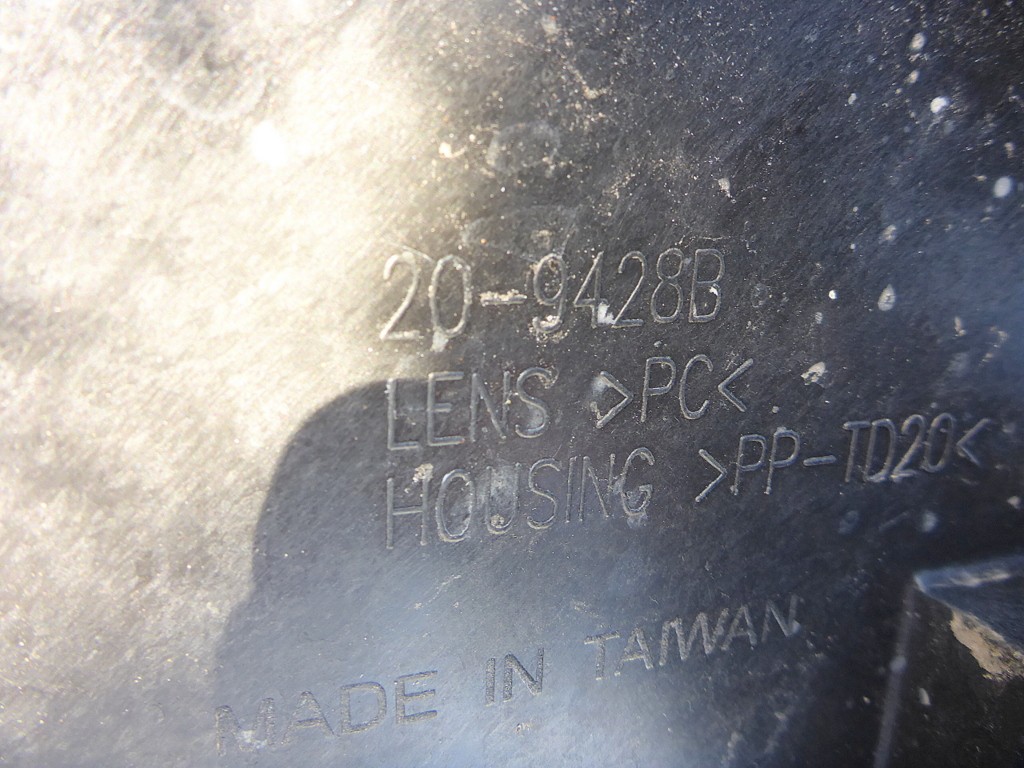 20-9428B
LENS >PC<
HOUSING >PP-TD20<
MADE IN TAIWAN